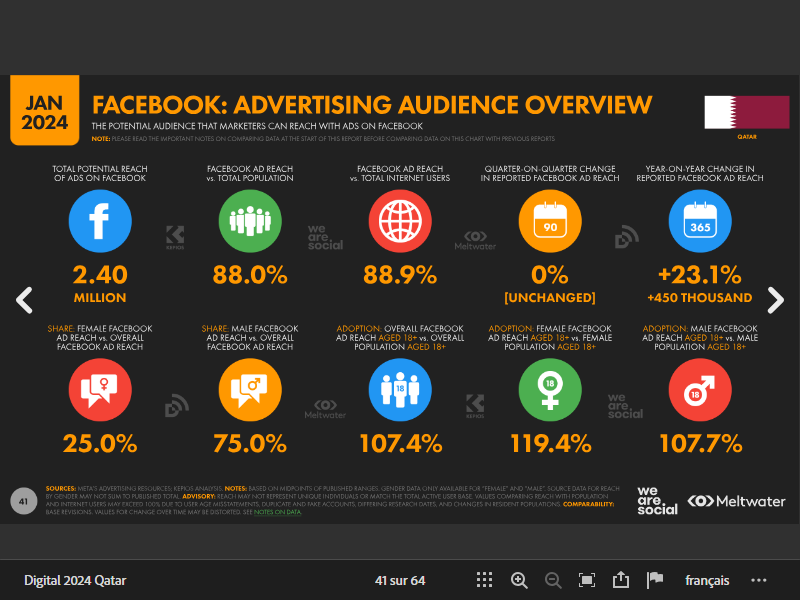 JAN
2024
FACEBOOK: ADVERTISING AUDIENCE OVERVIEW
THE POTENTIAL AUDIENCE THAT MARKETERS CAN REACH WITH ADS ON FACEBOOK
NOTE: PLEASE READ THE IMPORTANT NOTES ON COMPARING DATA AT THE START OF THIS REPORT BEFORE COMPARING DATA ON THIS CHART WITH PREVIOUS REPORTS
QATAR
TOTAL POTENTIAL REACH
OF ADS ON FACEBOOK
FACEBOOK AD REACH
vs. TOTAL POPULATION
FACEBOOK AD REACH
vs. TOTAL INTERNET USERS
QUARTER-ON-QUARTER CHANGE
IN REPORTED FACEBOOK AD REACH
YEAR-ON-YEAR CHANGE IN
REPORTED FACEBOOK AD REACH
f
90
365
KEPIOS
we
are.
social
Meltwater
2.40
MILLION
88.0%
88.9%
0%
[UNCHANGED]
+23.1%
+450 THOUSAND
SHARE: FEMALE FACEBOOK
AD REACH vs. OVERALL
FACEBOOK AD REACH
SHARE: MALE FACEBOOK
AD REACH vs. OVERALL
FACEBOOK AD REACH
ADOPTION: OVERALL FACEBOOK
AD REACH AGED 18+ vs. OVERALL
POPULATION AGED 18+
ADOPTION: FEMALE FACEBOOK
AD REACH AGED 18+ vs. FEMALE
POPULATION AGED 18+
ADOPTION: MALE FACEBOOK
AD REACH AGED 18+ vs. MALE
POPULATION AGED 18+
18
18
18
Meltwater
KEPIOS
we
are.
social
25.0%
75.0%
107.4%
119.4%
107.7%
41
SOURCES: META'S ADVERTISING RESOURCES; KEPIOS ANALYSIS. NOTES: BASED ON MIDPOINTS OF PUBLISHED RANGES. GENDER DATA ONLY AVAILABLE FOR "FEMALE" AND "MALE". SOURCE DATA FOR REACH
BY GENDER MAY NOT SUM TO PUBLISHED TOTAL. ADVISORY: REACH MAY NOT REPRESENT UNIQUE INDIVIDUALS OR MATCH THE TOTAL ACTIVE USER BASE. VALUES COMPARING REACH WITH POPULATION
AND INTERNET USERS MAY EXCEED 100% DUE TO USER AGE MISSTATEMENTS, DUPLICATE AND FAKE ACCOUNTS, DIFFERING RESEARCH DATES, AND CHANGES IN RESIDENT POPULATIONS. COMPARABILITY:
BASE REVISIONS. VALUES FOR CHANGE OVER TIME MAY BE DISTORTED. SEE NOTES ON DATA.
we
are.
social
Meltwater
Digital 2024 Qatar
41 sur 64
français